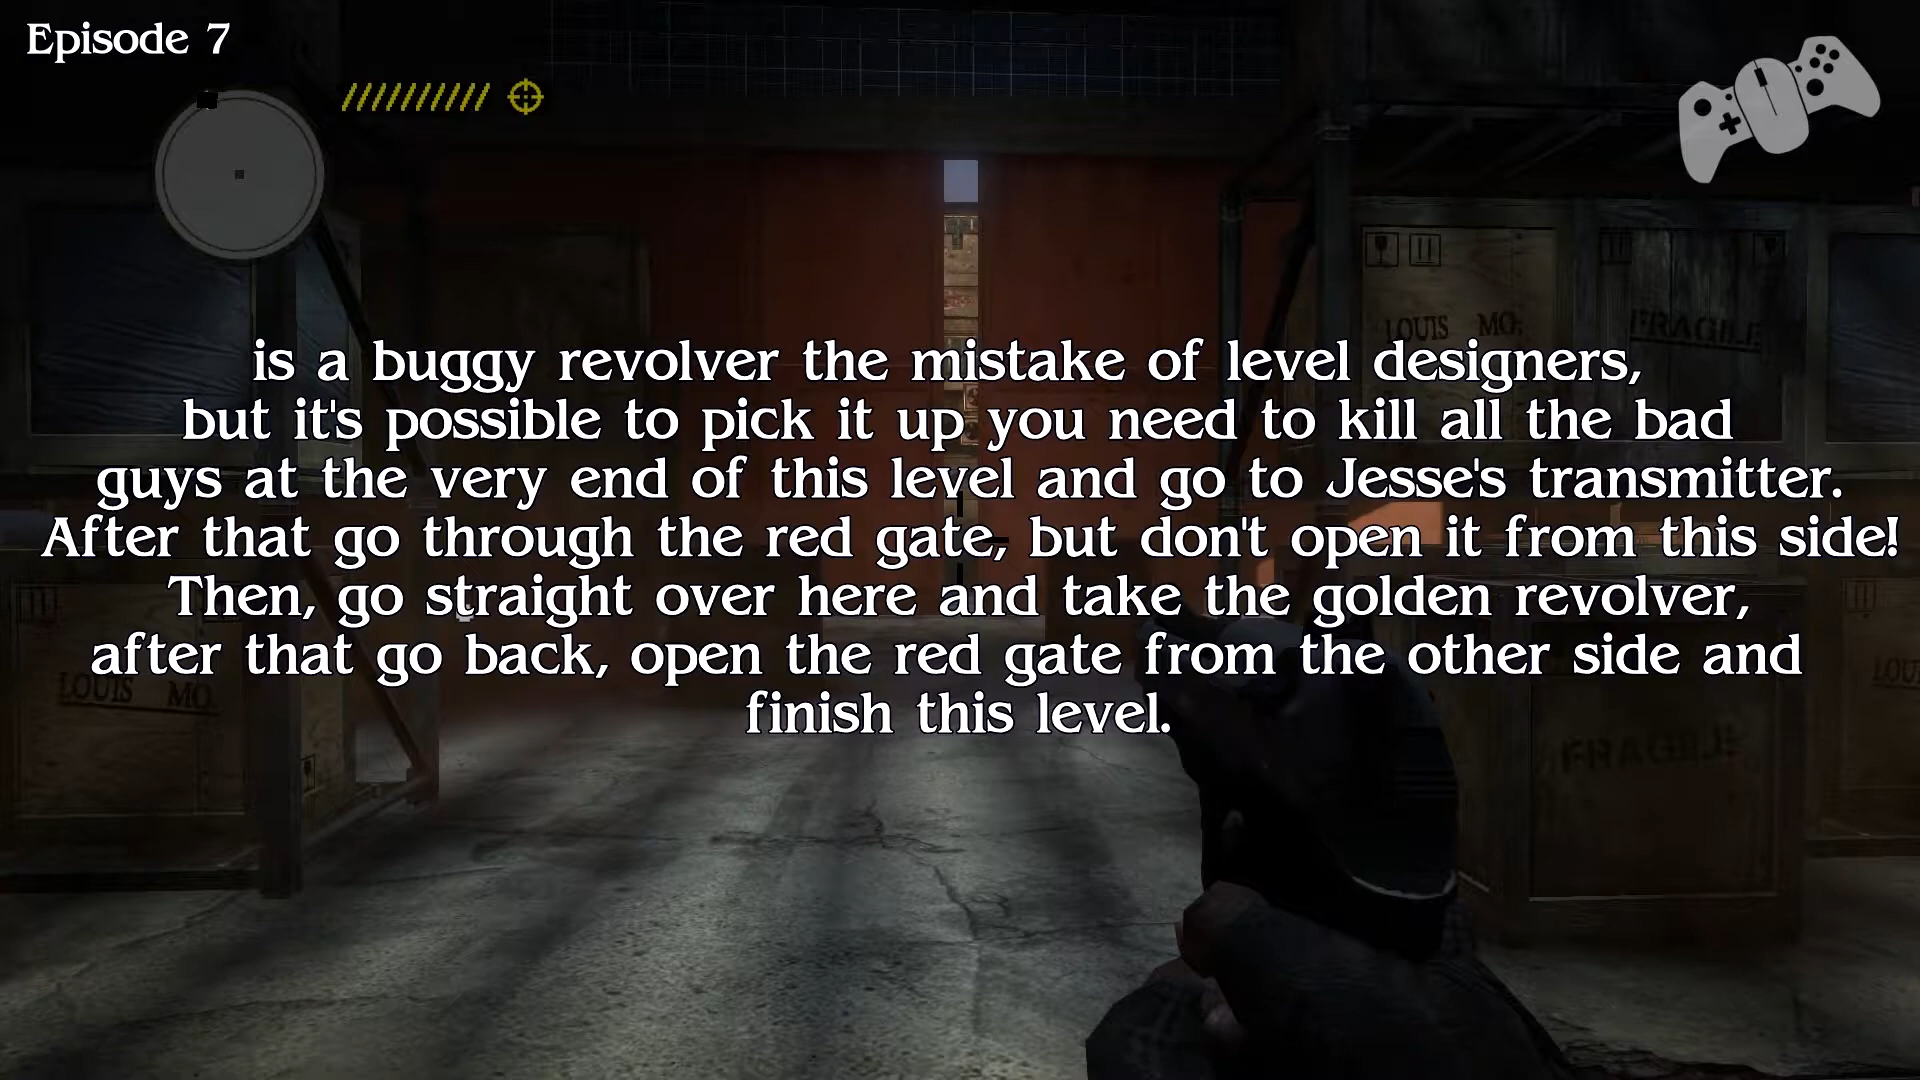 Episode 7
is a buggy revolver the mistake of level designers,
but it's possible to pick it up you need to kill all the bad
guys at the very end of this level and go to Jesse's transmitter.
After that go through the red gate, but don't open it from this side!
Then, go straight over here and take the golden revolver,
after that go back, open the red gate from the other side and
finish this level.
LOUIS MO.
FRAGILE
LOUIS MO.
FRAGILE
LOUIS